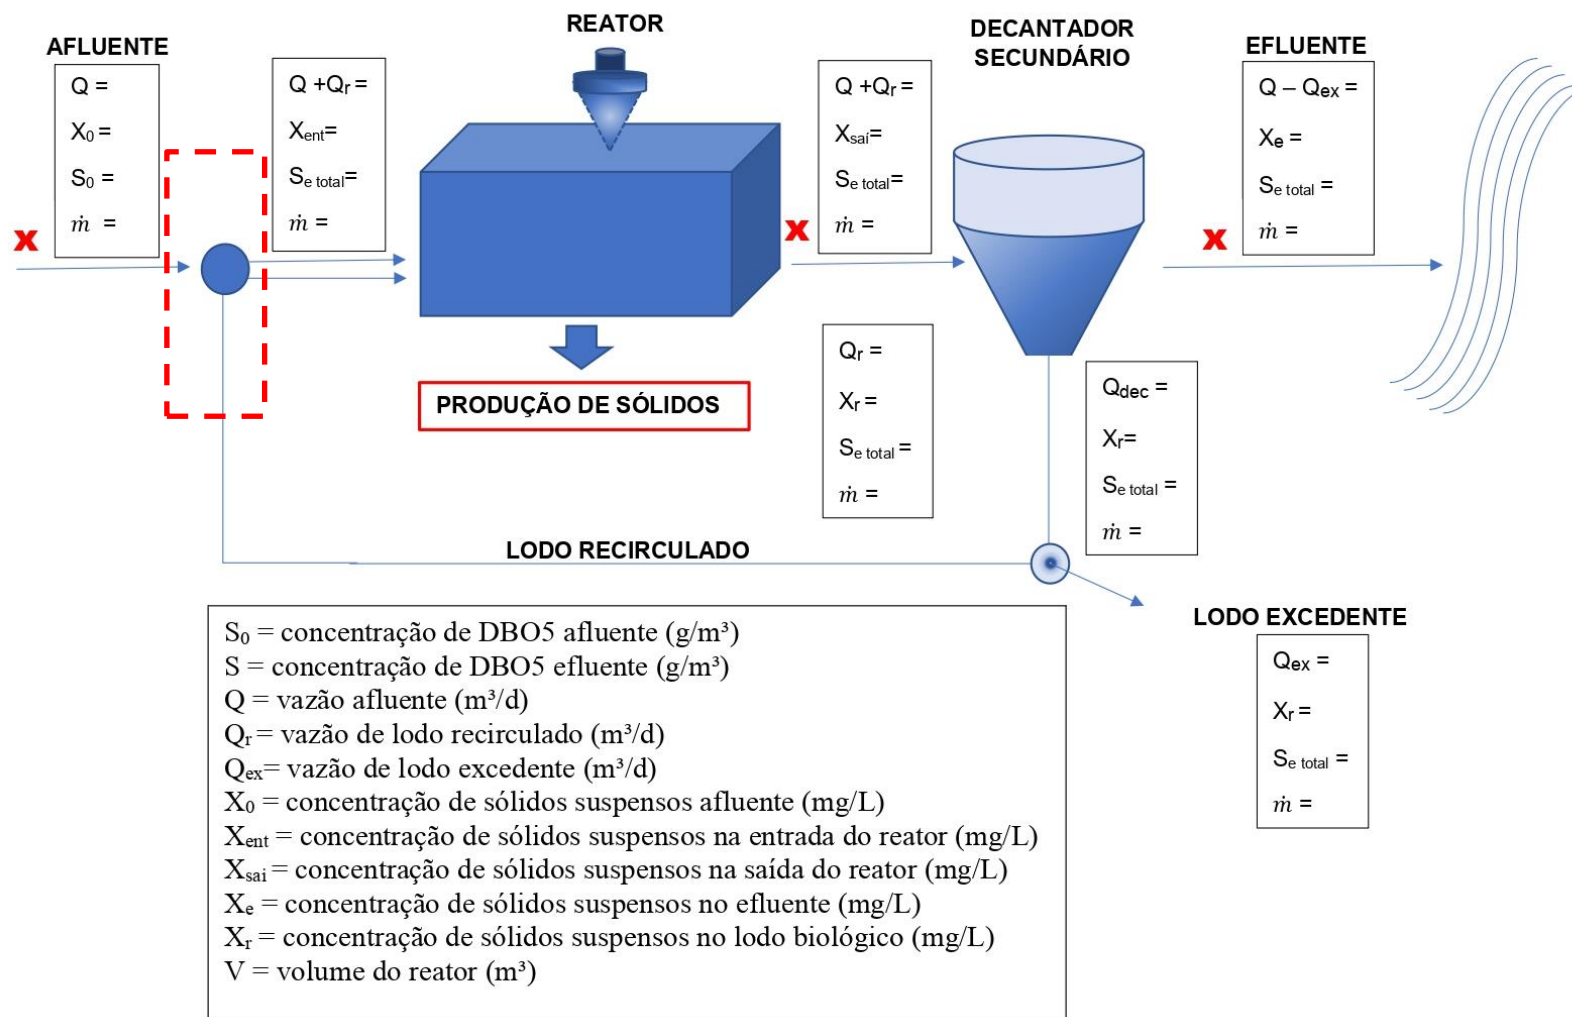 AFLUENTE
Q =
X₀ =
S₀ =
ṁ =
X
Q +Qᵣ =
Xₑₙₜ=
Sₑ ₜₒₜₐₗ=
ṁ =
REATOR
PRODUÇÃO DE SÓLIDOS
X
Q +Qᵣ =
X_saí=
Sₑ ₜₒₜₐₗ=
ṁ =
DECANTADOR
SECUNDÁRIO
EFLUENTE
Q – Qₑₓ =
Xₑ =
Sₑ ₜₒₜₐₗ =
ṁ =
X
Qᵣ =
Xᵣ =
Sₑ ₜₒₜₐₗ =
ṁ =
Q_dec =
Xᵣ=
Sₑ ₜₒₜₐₗ =
ṁ =
LODO RECIRCULADO
LODO EXCEDENTE
Qₑₓ =
Xᵣ =
Sₑ ₜₒₜₐₗ =
ṁ =
S₀ = concentração de DBO5 afluente (g/m³)
S = concentração de DBO5 efluente (g/m³)
Q = vazão afluente (m³/d)
Qᵣ = vazão de lodo recirculado (m³/d)
Qₑₓ= vazão de lodo excedente (m³/d)
X₀ = concentração de sólidos suspensos afluente (mg/L)
Xₑₙₜ = concentração de sólidos suspensos na entrada do reator (mg/L)
X_sai = concentração de sólidos suspensos na saída do reator (mg/L)
Xₑ = concentração de sólidos suspensos no efluente (mg/L)
Xᵣ = concentração de sólidos suspensos no lodo biológico (mg/L)
V = volume do reator (m³)